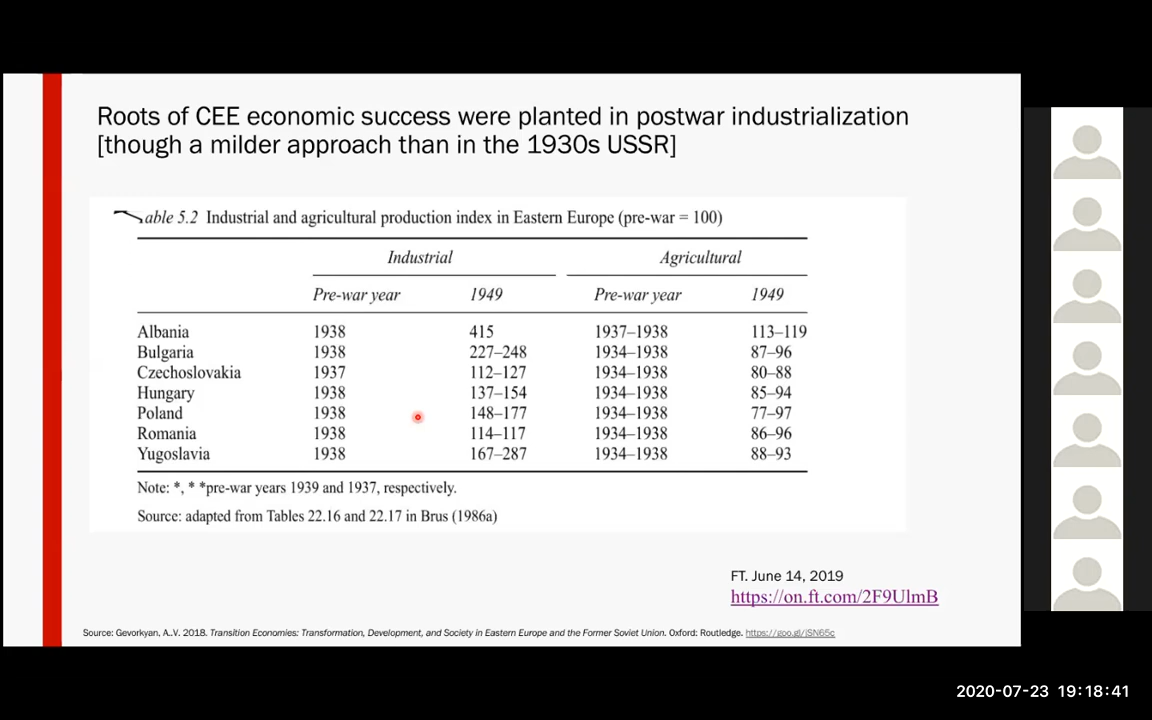 Roots of CEE economic success were planted in postwar industrialization
[though a milder approach than in the 1930s USSR]
able 5.2 Industrial and agricultural production index in Eastern Europe (pre-war = 100)
Industrial Agricultural
Pre-war year 1949 Pre-war year 1949
Albania 1938 415 1937–1938 113–119
Bulgaria 1938 227–248 1934–1938 87–96
Czechoslovakia 1937 112–127 1934–1938 80–88
Hungary 1938 137–154 1934–1938 85–94
Poland 1938 148–177 1934–1938 77–97
Romania 1938 114–117 1934–1938 86–96
Yugoslavia 1938 167–287 1934–1938 88–93
Note: *, * *pre-war years 1939 and 1937, respectively.
Source: adapted from Tables 22.16 and 22.17 in Brus (1986a)
FT. June 14, 2019
https://on.ft.com/2F9UlmB
Source: Gevorkyan, A..V. 2018. Transition Economies: Transformation, Development, and Society in Eastern Europe and the Former Soviet Union. Oxford: Routledge. https://goo.gl/jSN65c
2020-07-23 19:18:41